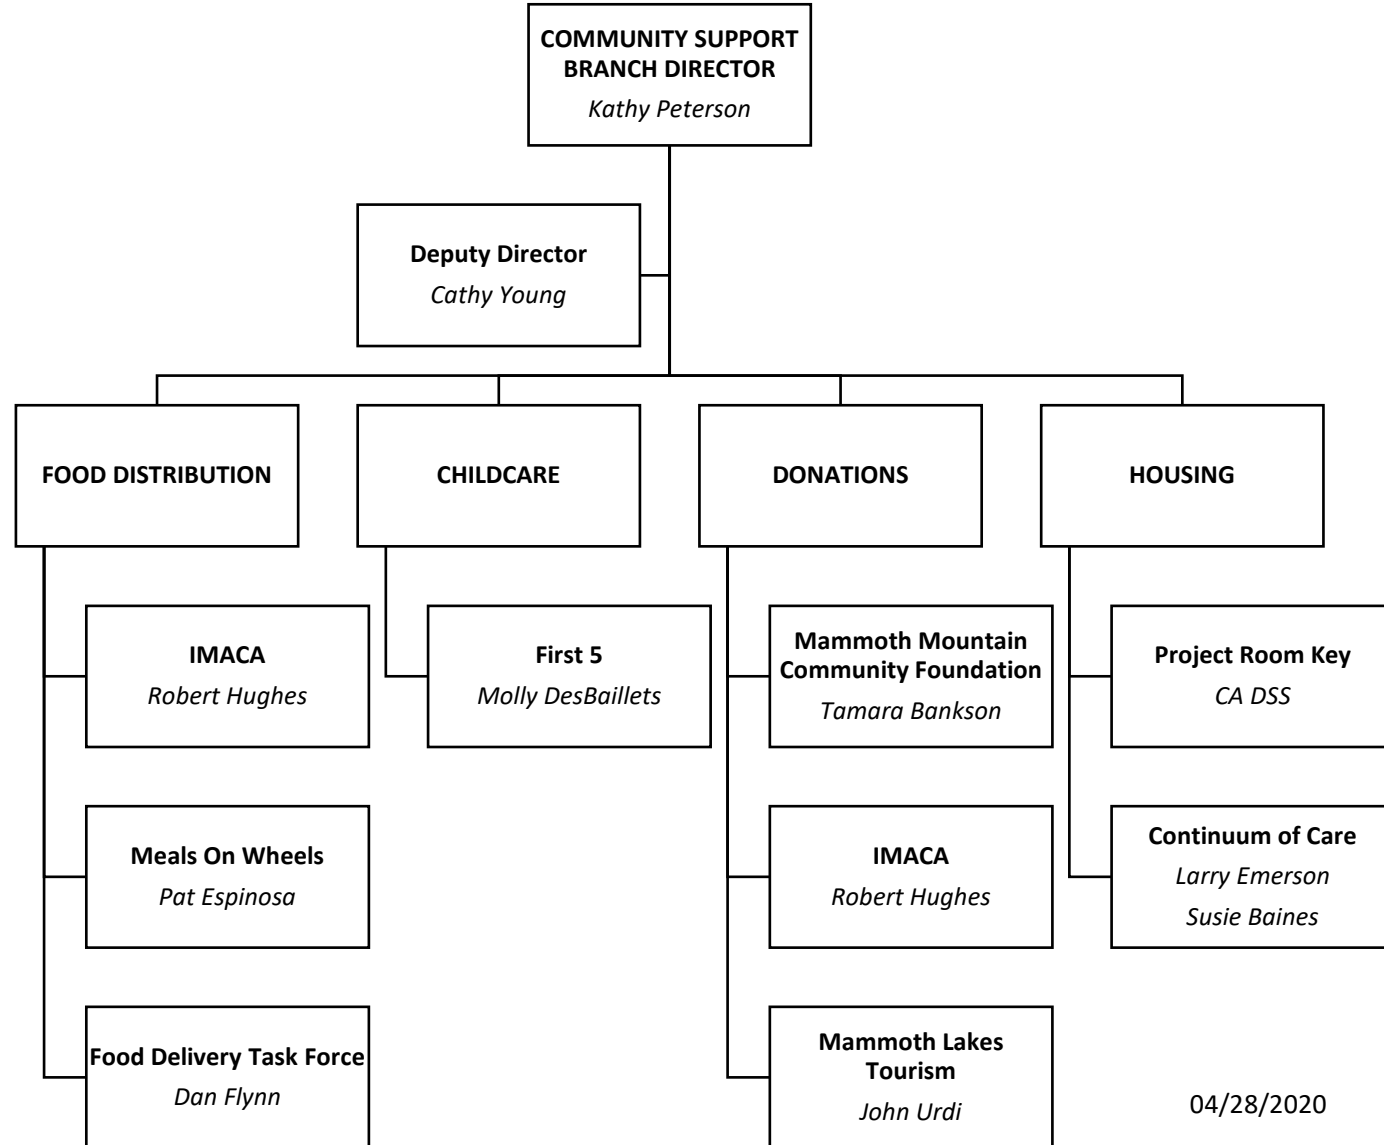 COMMUNITY SUPPORT
BRANCH DIRECTOR
Kathy Peterson
Deputy Director
Cathy Young
FOOD DISTRIBUTION
CHILDCARE
DONATIONS
HOUSING
IMACA
Robert Hughes
First 5
Molly DesBaillets
Mammoth Mountain
Community Foundation
Tamara Bankson
Project Room Key
CA DSS
Meals On Wheels
Pat Espinosa
IMACA
Robert Hughes
Continuum of Care
Larry Emerson
Susie Baines
Food Delivery Task Force
Dan Flynn
Mammoth Lakes
Tourism
John Urdi
04/28/2020